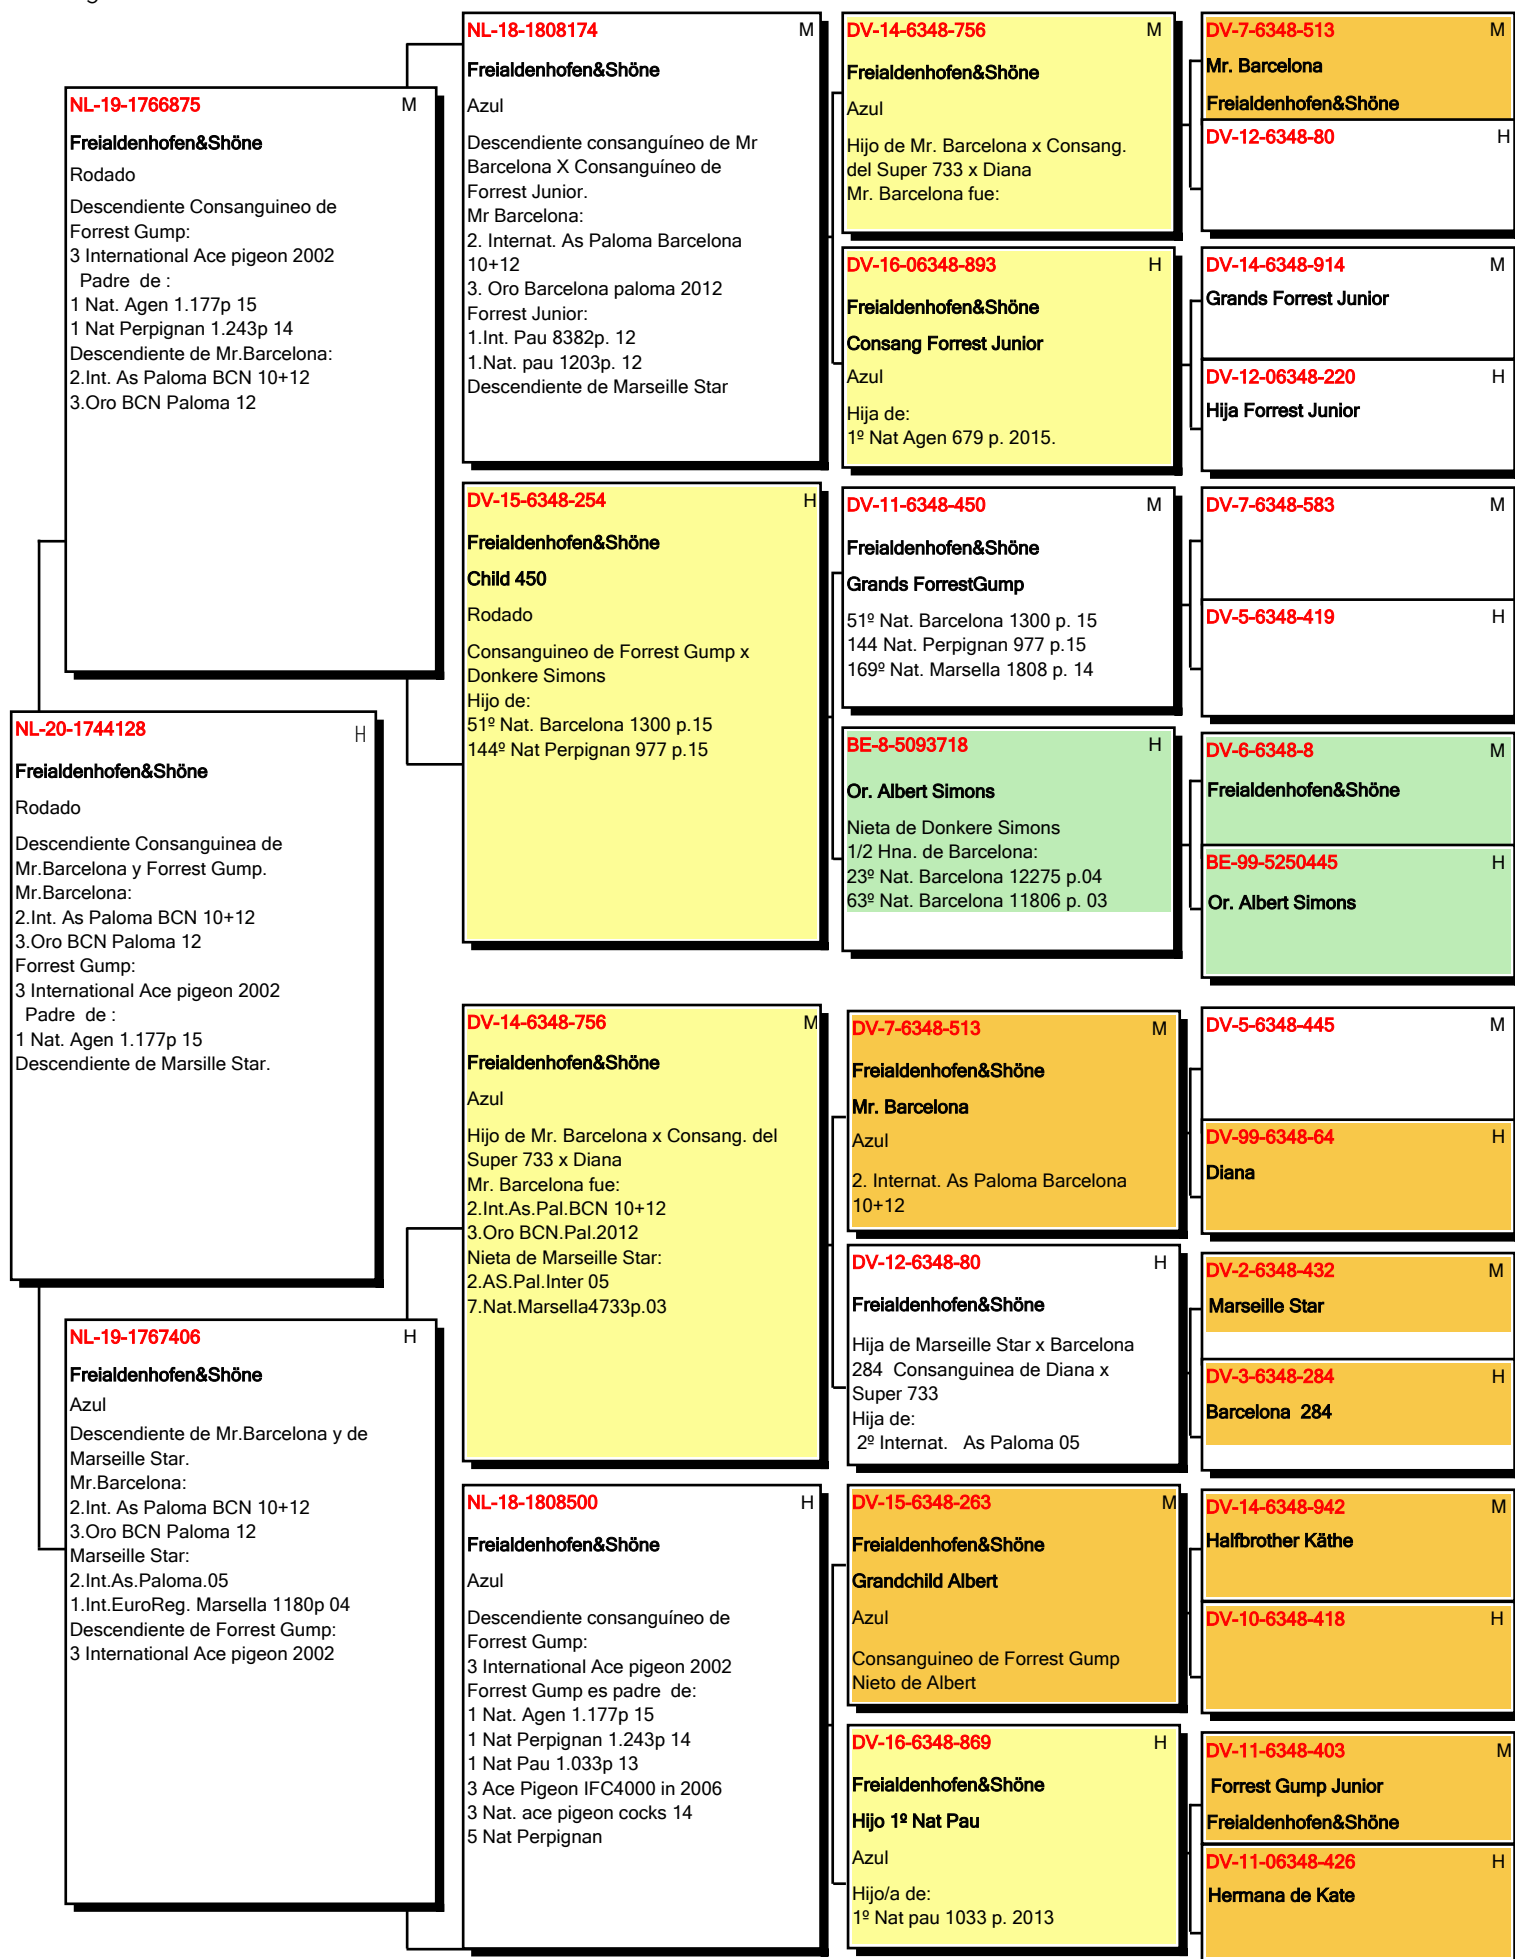 NL-20-1744128 H
Freialdenhofen&Shöne
Rodado
Descendiente Consanguinea de
Mr.Barcelona y Forrest Gump.
Mr.Barcelona:
2.Int. As Paloma BCN 10+12
3.Oro BCN Paloma 12
Forrest Gump:
3 International Ace pigeon 2002
Padre de :
1 Nat. Agen 1.177p 15
Descendiente de Marsille Star.
NL-19-1766875 M
Freialdenhofen&Shöne
Rodado
Descendiente Consanguineo de
Forrest Gump:
3 International Ace pigeon 2002
Padre de :
1 Nat. Agen 1.177p 15
1 Nat Perpignan 1.243p 14
Descendiente de Mr.Barcelona:
2.Int. As Paloma BCN 10+12
3.Oro BCN Paloma 12
NL-19-1767406 H
Freialdenhofen&Shöne
Azul
Descendiente de Mr.Barcelona y de
Marseille Star.
Mr.Barcelona:
2.Int. As Paloma BCN 10+12
3.Oro BCN Paloma 12
Marseille Star:
2.Int.As.Paloma.05
1.Int.EuroReg. Marsella 1180p 04
Descendiente de Forrest Gump:
3 International Ace pigeon 2002
NL-18-1808174 M
Freialdenhofen&Shöne
Azul
Descendiente consanguíneo de Mr
Barcelona X Consanguíneo de
Forrest Junior.
Mr Barcelona:
2. Internat. As Paloma Barcelona
10+12
3. Oro Barcelona paloma 2012
Forrest Junior:
1.Int. Pau 8382p. 12
1.Nat. pau 1203p. 12
Descendiente de Marseille Star
DV-15-6348-254 H
Freialdenhofen&Shöne
Child 450
Rodado
Consanguineo de Forrest Gump x
Donkere Simons
Hijo de:
51º Nat. Barcelona 1300 p.15
144º Nat Perpignan 977 p.15
DV-14-6348-756 M
Freialdenhofen&Shöne
Azul
Hijo de Mr. Barcelona x Consang. del
Super 733 x Diana
Mr. Barcelona fue:
2.Int.As.Pal.BCN 10+12
3.Oro BCN.Pal.2012
Nieta de Marseille Star:
2.AS.Pal.Inter 05
7.Nat.Marsella4733p.03
NL-18-1808500 H
Freialdenhofen&Shöne
Azul
Descendiente consanguíneo de
Forrest Gump:
3 International Ace pigeon 2002
Forrest Gump es padre de:
1 Nat. Agen 1.177p 15
1 Nat Perpignan 1.243p 14
1 Nat Pau 1.033p 13
3 Ace Pigeon IFC4000 in 2006
3 Nat. ace pigeon cocks 14
5 Nat Perpignan
DV-14-6348-756 M
Freialdenhofen&Shöne
Azul
Hijo de Mr. Barcelona x Consang.
del Super 733 x Diana
Mr. Barcelona fue:
DV-16-06348-893 H
Freialdenhofen&Shöne
Consang Forrest Junior
Azul
Hija de:
1º Nat Agen 679 p. 2015.
DV-11-6348-450 M
Freialdenhofen&Shöne
Grands ForrestGump
51º Nat. Barcelona 1300 p. 15
144 Nat. Perpignan 977 p.15
169º Nat. Marsella 1808 p. 14
BE-8-5093718 H
Or. Albert Simons
Nieta de Donkere Simons
1/2 Hna. de Barcelona:
23º Nat. Barcelona 12275 p.04
63º Nat. Barcelona 11806 p. 03
DV-7-6348-513 M
Freialdenhofen&Shöne
Mr. Barcelona
Azul
2. Internat. As Paloma Barcelona
10+12
DV-12-6348-80 H
Freialdenhofen&Shöne
Hija de Marseille Star x Barcelona
284 Consanguinea de Diana x
Super 733
Hija de:
2º Internat. As Paloma 05
DV-15-6348-263 M
Freialdenhofen&Shöne
Grandchild Albert
Azul
Consanguineo de Forrest Gump
Nieto de Albert
DV-16-6348-869 H
Freialdenhofen&Shöne
Hijo 1º Nat Pau
Azul
Hijo/a de:
1º Nat pau 1033 p. 2013
DV-7-6348-513 M
Mr. Barcelona
Freialdenhofen&Shöne
DV-12-6348-80 H
DV-14-6348-914 M
Grands Forrest Junior
DV-12-06348-220 H
Hija Forrest Junior
DV-7-6348-583 M
DV-5-6348-419 H
DV-6-6348-8 M
Freialdenhofen&Shöne
BE-99-5250445 H
Or. Albert Simons
DV-5-6348-445 M
DV-99-6348-64 H
Diana
DV-2-6348-432 M
Marseille Star
DV-3-6348-284 H
Barcelona 284
DV-14-6348-942 M
Halfbrother Käthe
DV-10-6348-418 H
DV-11-6348-403 M
Forrest Gump Junior
Freialdenhofen&Shöne
DV-11-06348-426 H
Hermana de Kate